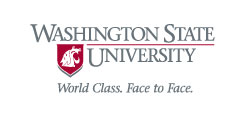 WASHINGTON STATE
UNIVERSITY
World Class. Face to Face.